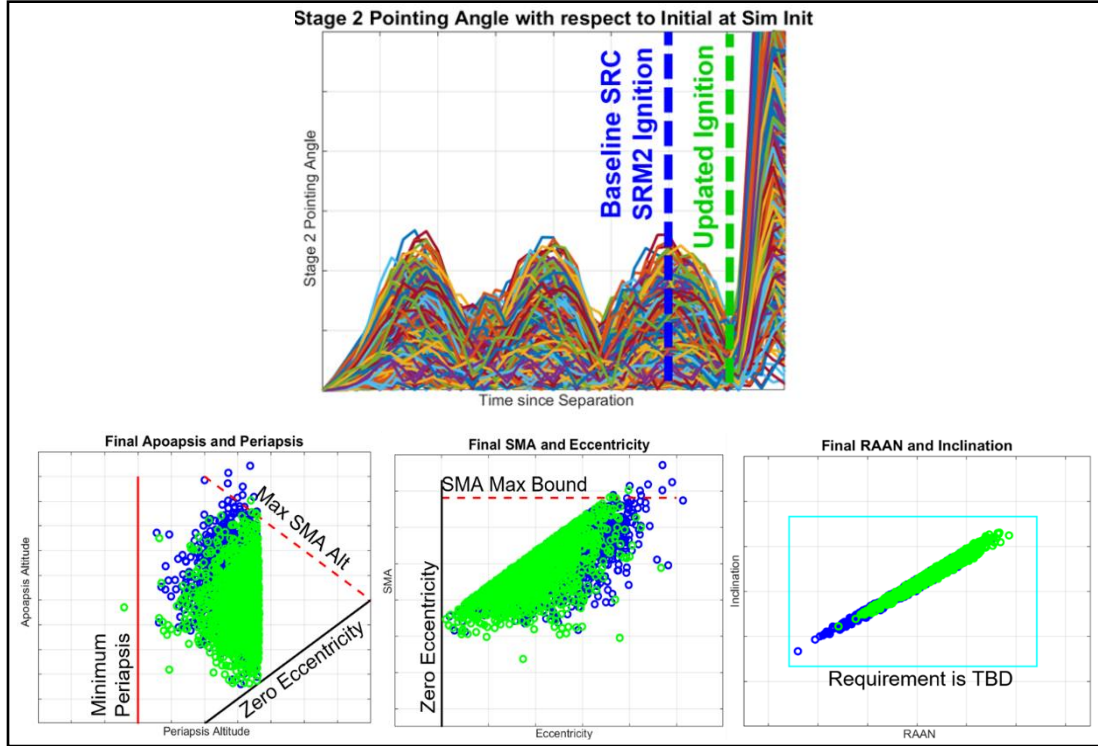 Stage 2 Pointing Angle with respect to Initial at Sim Init
Stage 2 Pointing Angle
Baseline SRC
SRM2 Ignition
Updated Ignition
Time since Separation
Final Apoapsis and Periapsis
Apoapsis Altitude
Minimum
Periapsis
Max SMA Alt
Zero Eccentricity
Periapsis Altitude
Final SMA and Eccentricity
SMA
SMA Max Bound
Zero Eccentricity
Eccentricity
Final RAAN and Inclination
Inclination
Requirement is TBD
RAAN